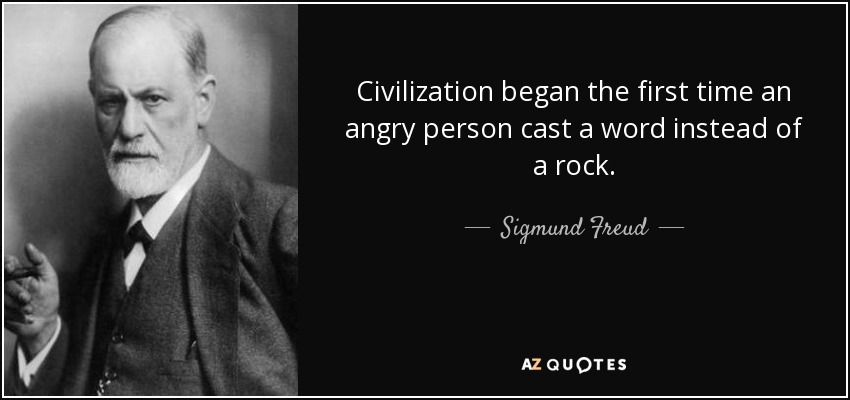 Civilization began the first time an
angry person cast a word instead of
a rock.
— Sigmund Freud —
AZ QUOTES